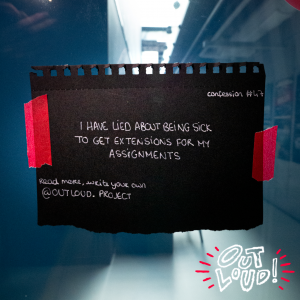 confession #47
I HAVE LIED ABOUT BEING SICK
TO GET EXTENSIONS FOR MY
ASSIGNMENTS
Read more, write your own
@OUTLOUD.PROJECT
OUT
LOUD!